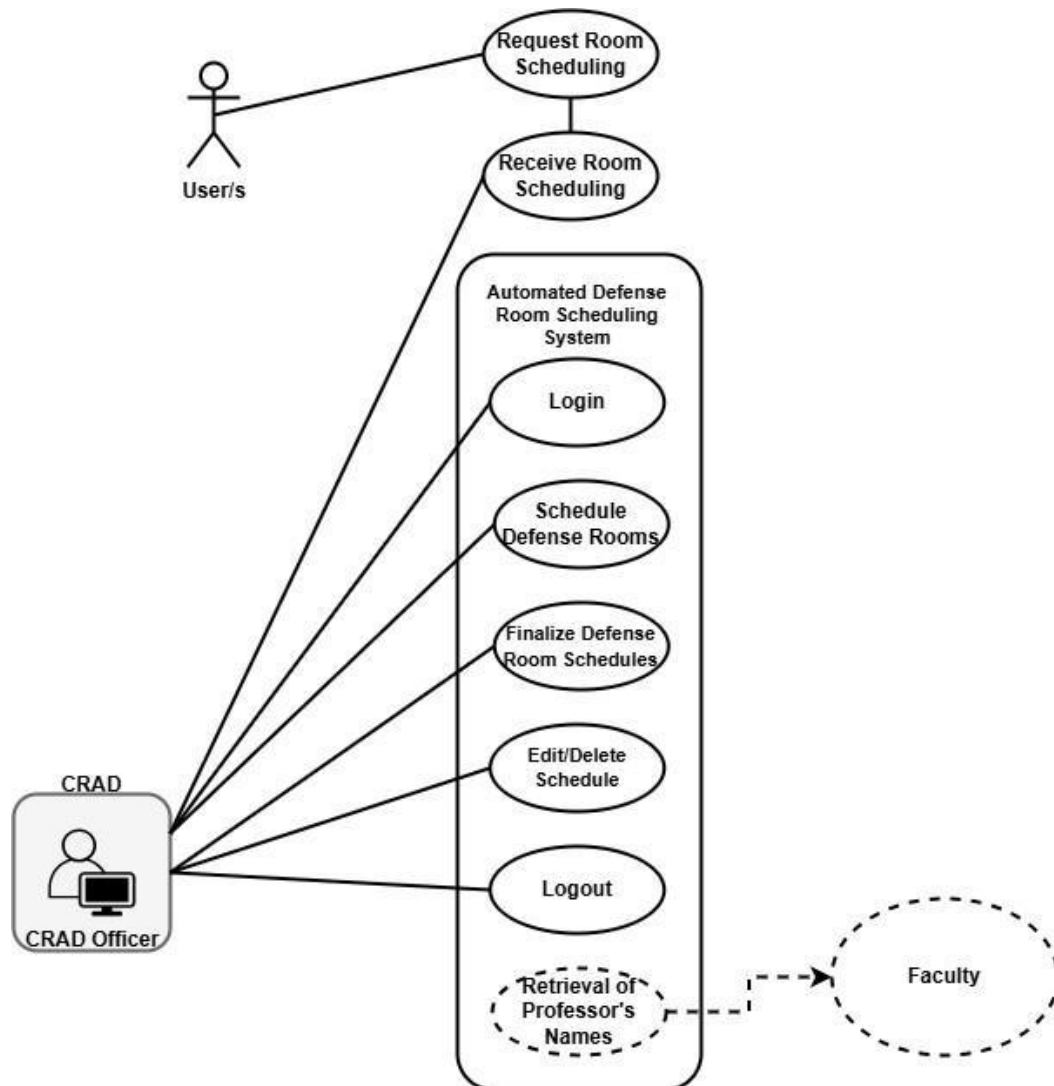 Request Room
Scheduling
User/s
Receive Room
Scheduling
Automated Defense
Room Scheduling
System
Login
Schedule
Defense Rooms
Finalize Defense
Room Schedules
Edit/Delete
Schedule
CRAD
CRAD Officer
Logout
Retrieval of
Professor's
Names
Faculty